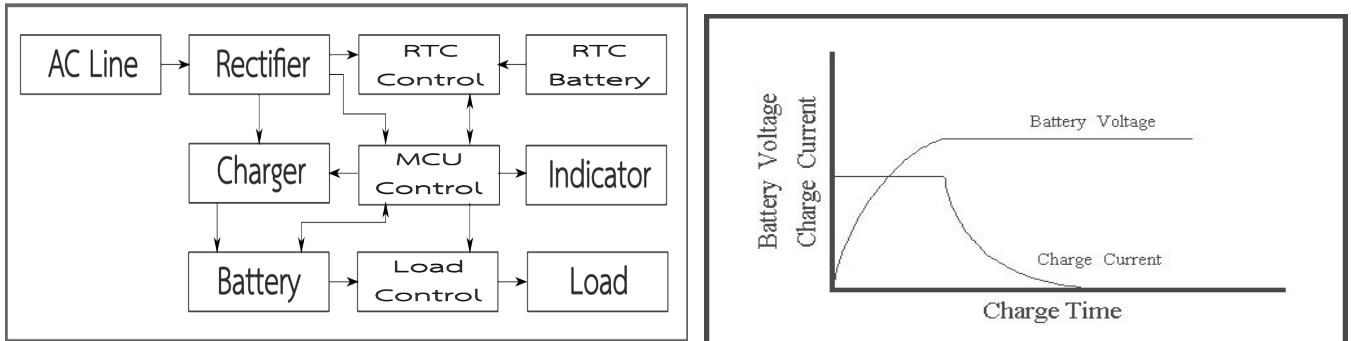 AC Line
Rectifier
RTC
Control
RTC
Battery
Charger
MCU
Control
Indicator
Battery
Load
Control
Load
Battery Voltage
Charge Current
Battery Voltage
Charge Current
Charge Time